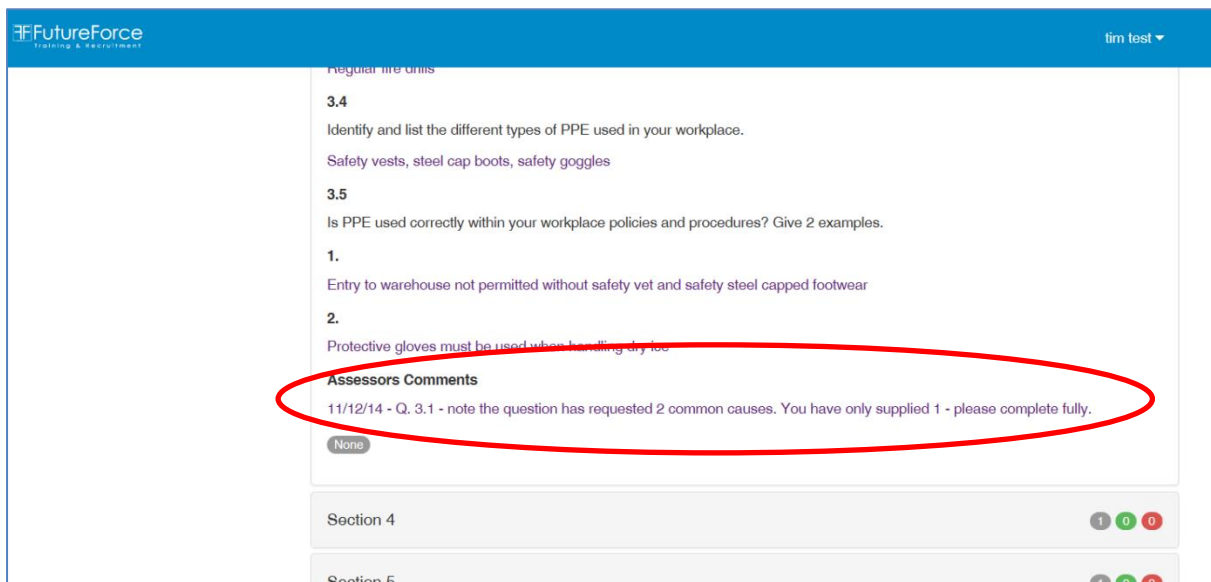 FutureForce
Training & Recruitment
tim test
Regular fire drills
3.4
Identify and list the different types of PPE used in your workplace.
Safety vests, steel cap boots, safety goggles
3.5
Is PPE used correctly within your workplace policies and procedures? Give 2 examples.
1.
Entry to warehouse not permitted without safety vet and safety steel capped footwear
2.
Protective gloves must be used when handling dry ice
Assessors Comments
11/12/14 - Q. 3.1 - note the question has requested 2 common causes. You have only supplied 1 - please complete fully.
None
Section 4
1 0 0
Section 5